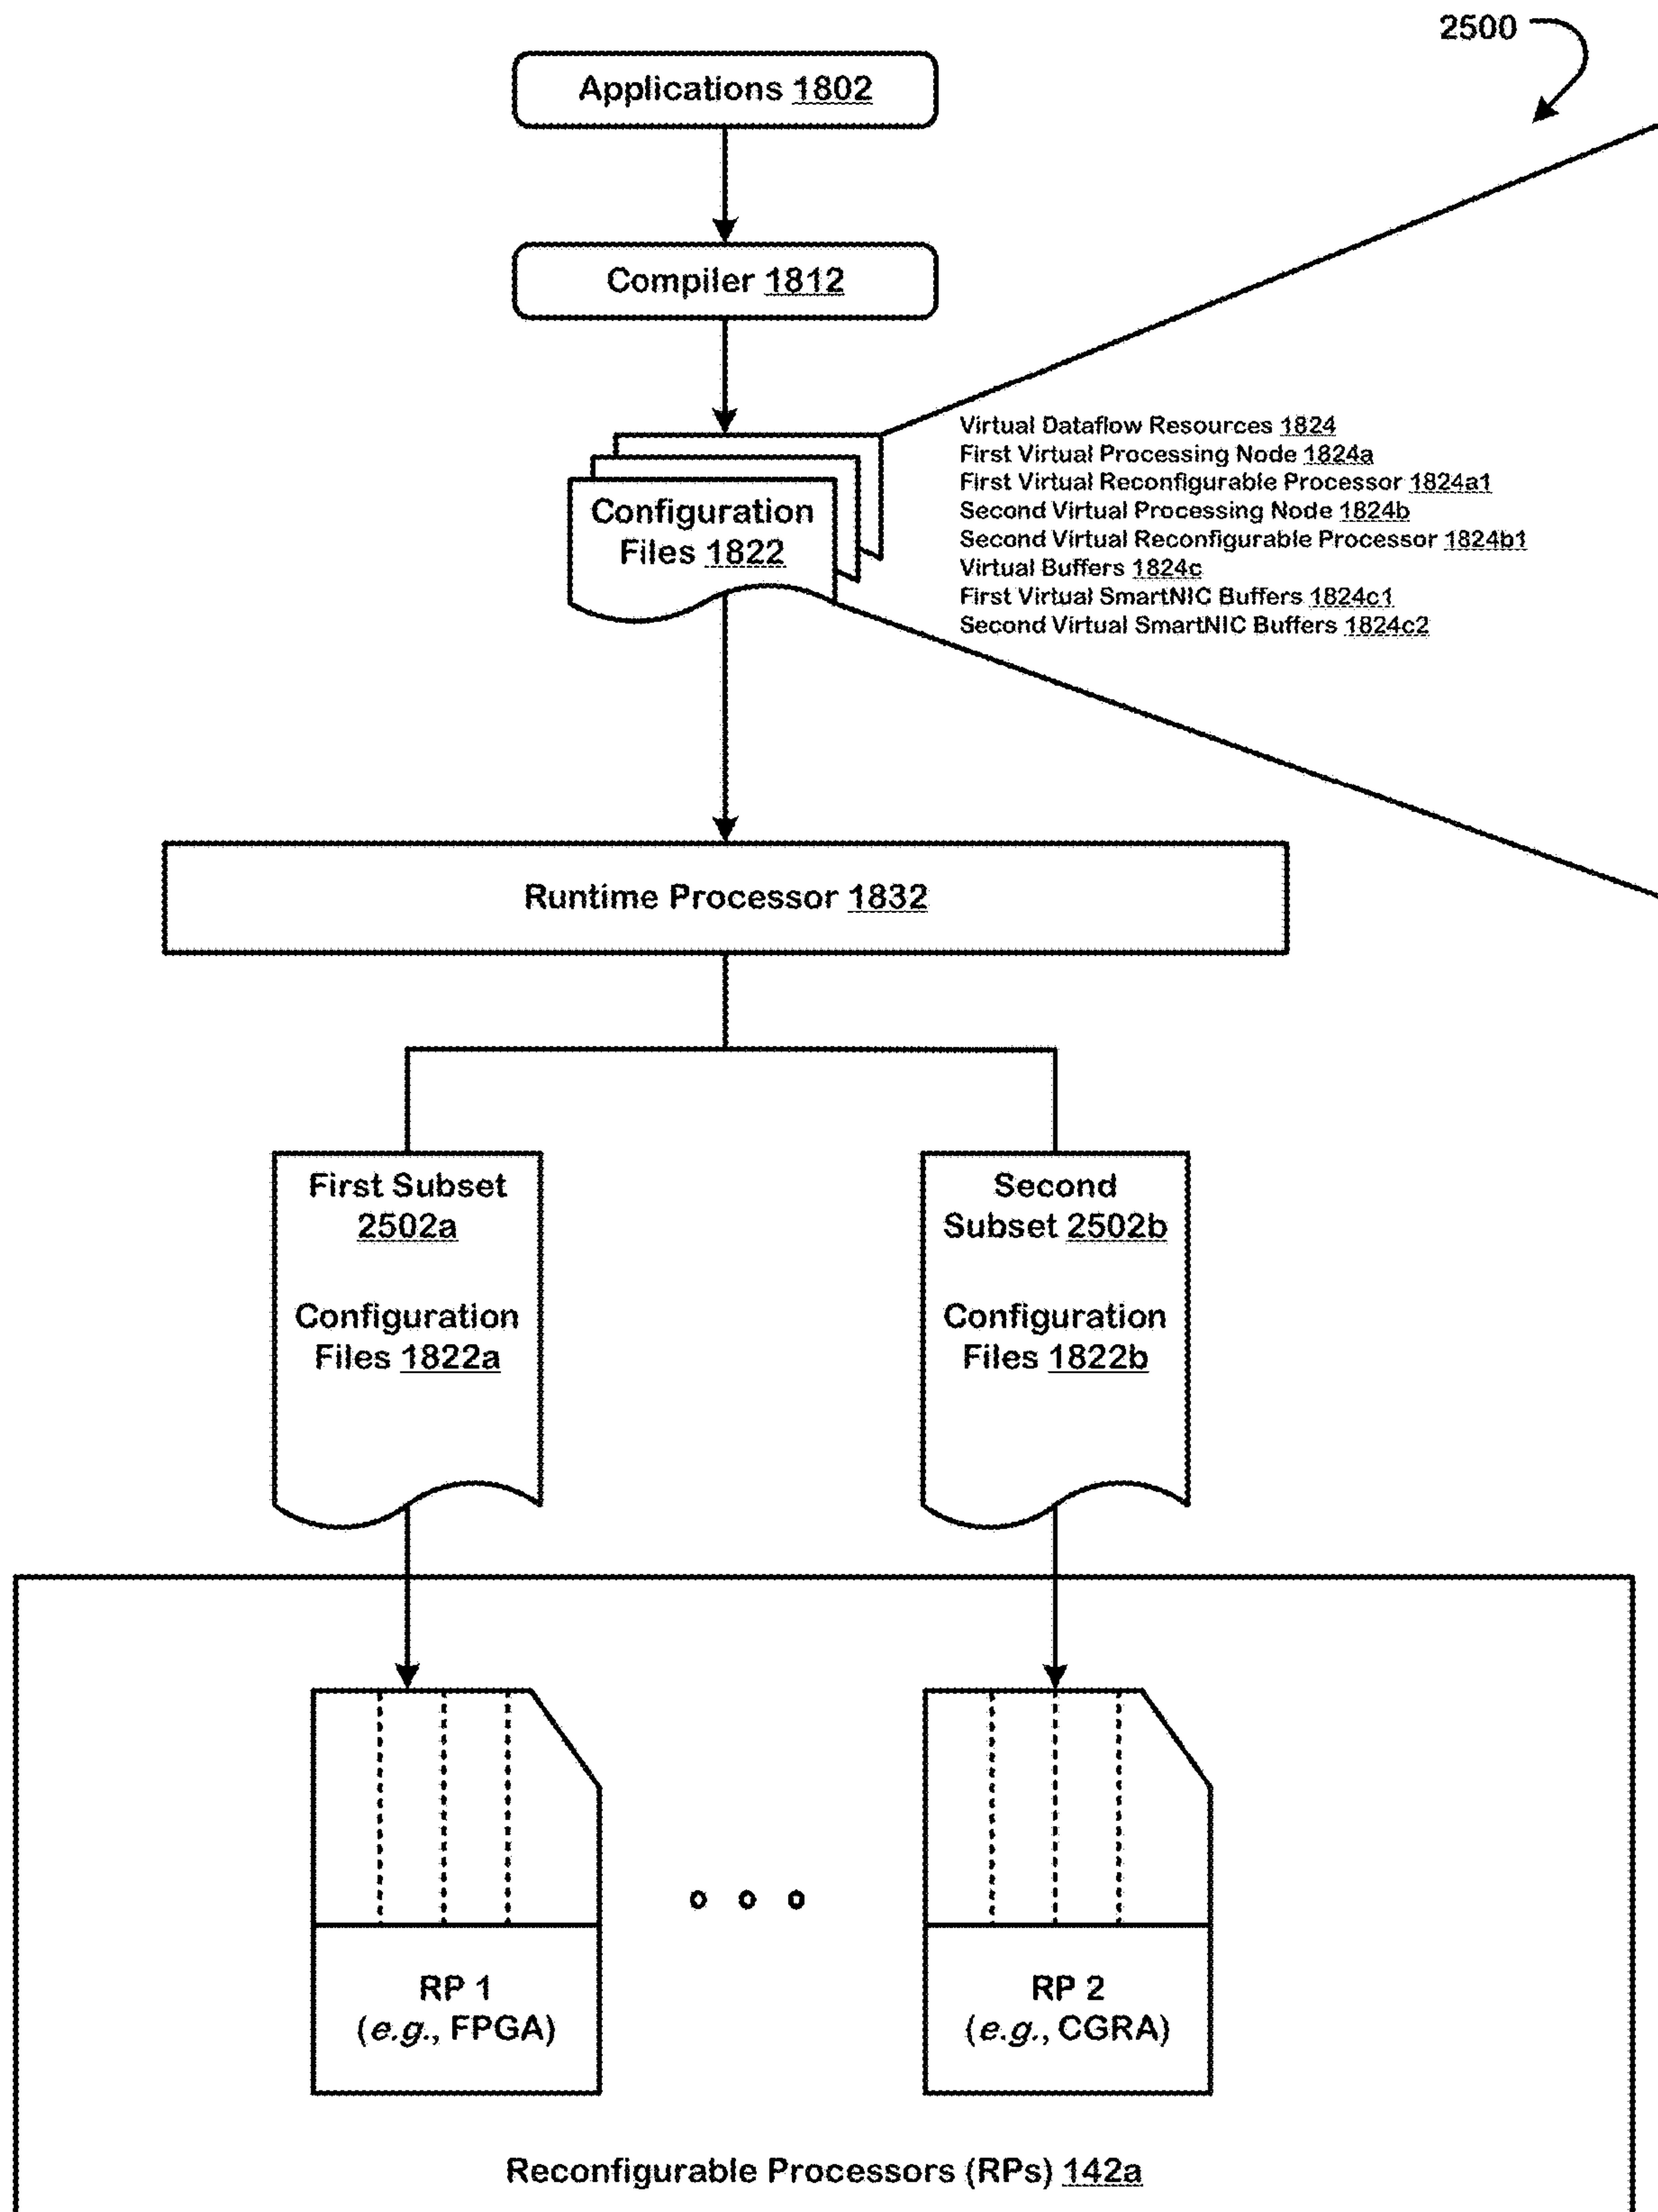 2500
Applications 1802
Compiler 1812
Configuration
Files 1822
Virtual Dataflow Resources 1824
First Virtual Processing Node 1824a
First Virtual Reconfigurable Processor 1824a1
Second Virtual Processing Node 1824b
Second Virtual Reconfigurable Processor 1824b1
Virtual Buffers 1824c
First Virtual SmartNIC Buffers 1824c1
Second Virtual SmartNIC Buffers 1824c2
Runtime Processor 1832
First Subset
2502a
Configuration
Files 1822a
Second
Subset 2502b
Configuration
Files 1822b
RP 1
(e.g., FPGA)
RP 2
(e.g., CGRA)
Reconfigurable Processors (RPs) 142a